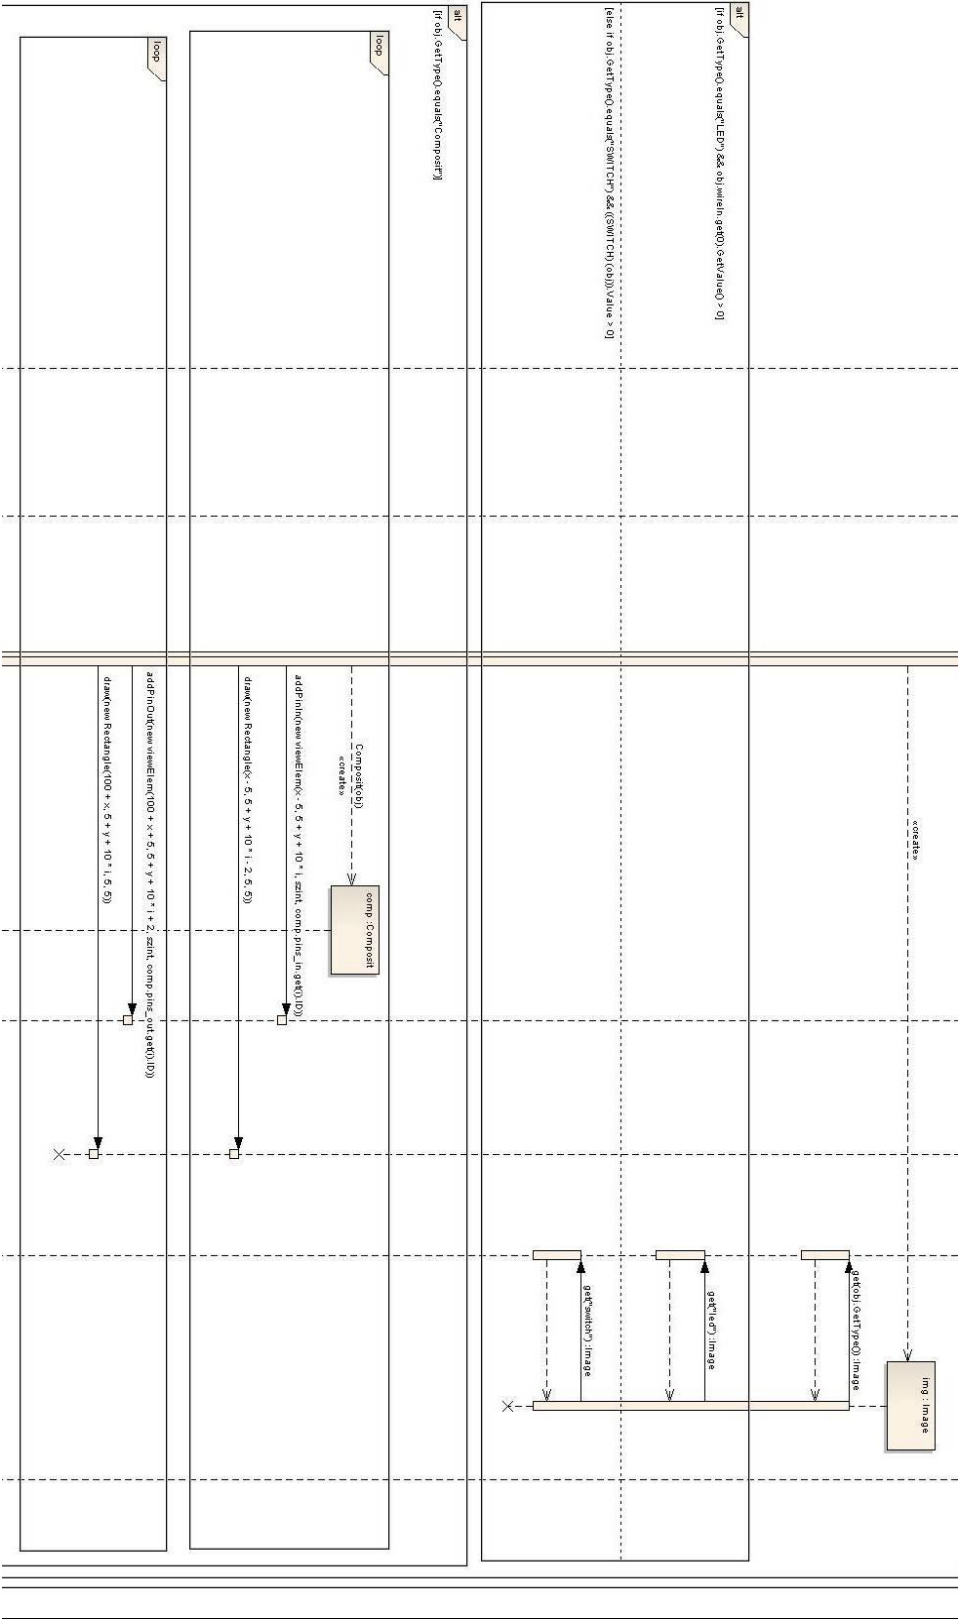 «create»
img : Image
get(obj.GetType()) :Image
alt
[if obj.GetType().equals("LED") && obj.wireIn.get(0).GetValue() > 0]
get("led") :Image
[else if obj.GetType().equals("SWITCH") && ((SWITCH) (obj)).Value > 0]
get("switch") :Image
alt
[if obj.GetType().equals("Composit")]
loop
comp :Composit
Composit(obj)
«create»
addPinIn(new viewElem(x - 5, 5 + y + 10 * i, szint, comp.pins_in.get(i).ID))
draw(new Rectangle(x - 5, 5 + y + 10 * i - 2, 5, 5))
loop
addPinOut(new viewElem(100 + x + 5, 5 + y + 10 * i + 2, szint, comp.pins_out.get(i).ID))
draw(new Rectangle(100 + x, 5 + y + 10 * i, 5, 5))